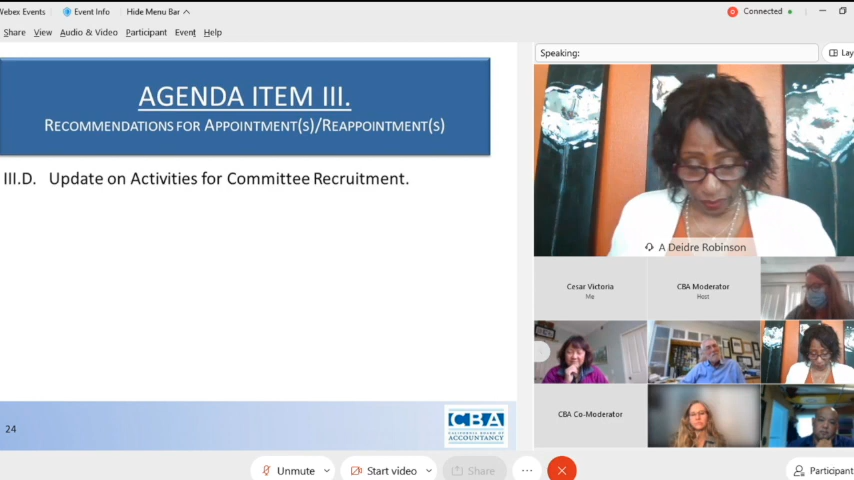 Webex Events
Event Info
Hide Menu Bar
Connected
Share View Audio & Video Participant Event Help
Speaking:
Lay
AGENDA ITEM III.
RECOMMENDATIONS FOR APPOINTMENT(S)/REAPPOINTMENT(S)
III.D. Update on Activities for Committee Recruitment.
A Deidre Robinson
Cesar Victoria
Me
CBA Moderator
Host
CBA Co-Moderator
24
CBA
CALIFORNIA BOARD OF
ACCOUNTANCY
Unmute
Start video
Share
Participant